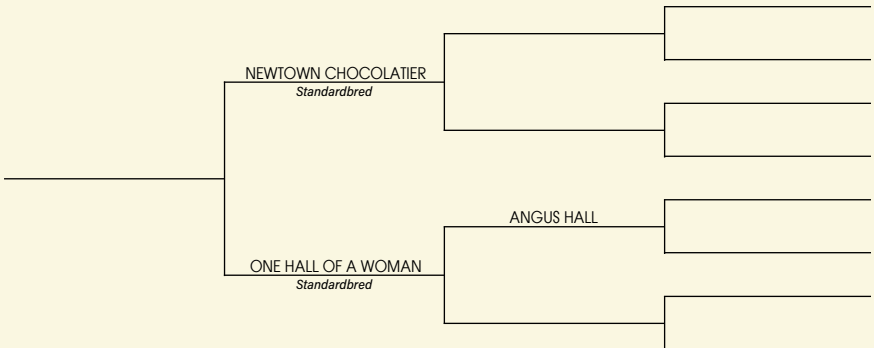 NEWTOWN CHOCOLATIER
Standardbred
ANGUS HALL
ONE HALL OF A WOMAN
Standardbred